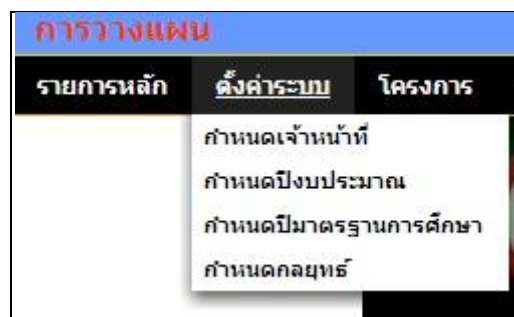 การวางแผน
รายการหลัก ตั้งค่าระบบ โครงการ
กำหนดเจ้าหน้าที่
กำหนดปีงบประมาณ
กำหนดปีมาตรฐานการศึกษา
กำหนดกลยุทธ์